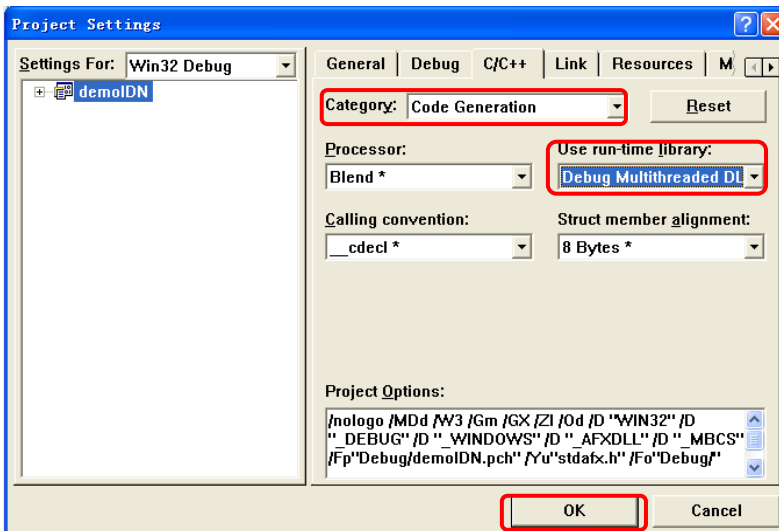 Project Settings
Settings For: Win32 Debug
demoIDN
General Debug C/C++ Link Resources M
Category: Code Generation
Reset
Processor:
Use run-time library:
Blend *
Debug Multithreaded DL
Calling convention:
Struct member alignment:
__cdecl *
8 Bytes *
Project Options:
/nologo /MDd /W3 /Gm /GX /ZI /Od /D "WIN32" /D
"_DEBUG" /D "_WINDOWS" /D "_AFXDLL" /D "_MBCS"
/Fp"Debug/demoIDN.pch" /Yu"stdafx.h" /Fo"Debug/"
OK
Cancel